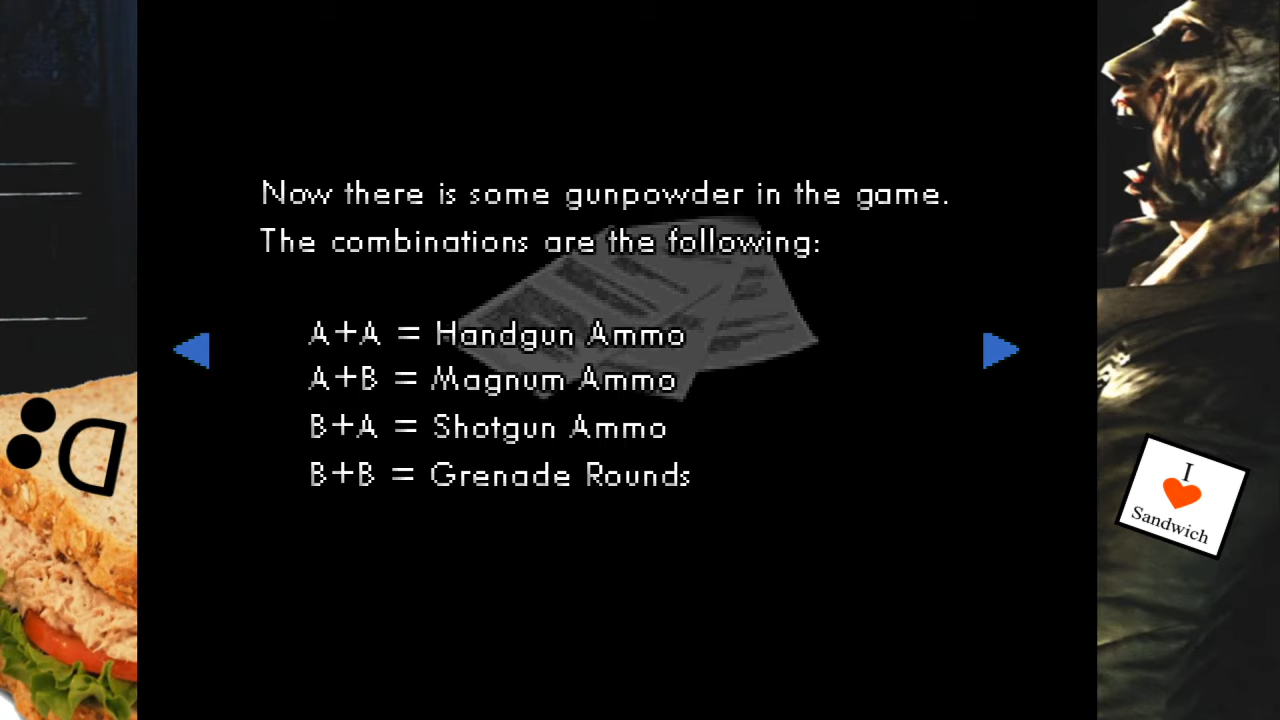 Now there is some gunpowder in the game.
The combinations are the following:
A+A = Handgun Ammo
A+B = Magnum Ammo
B+A = Shotgun Ammo
B+B = Grenade Rounds
:D
I
Sandwich